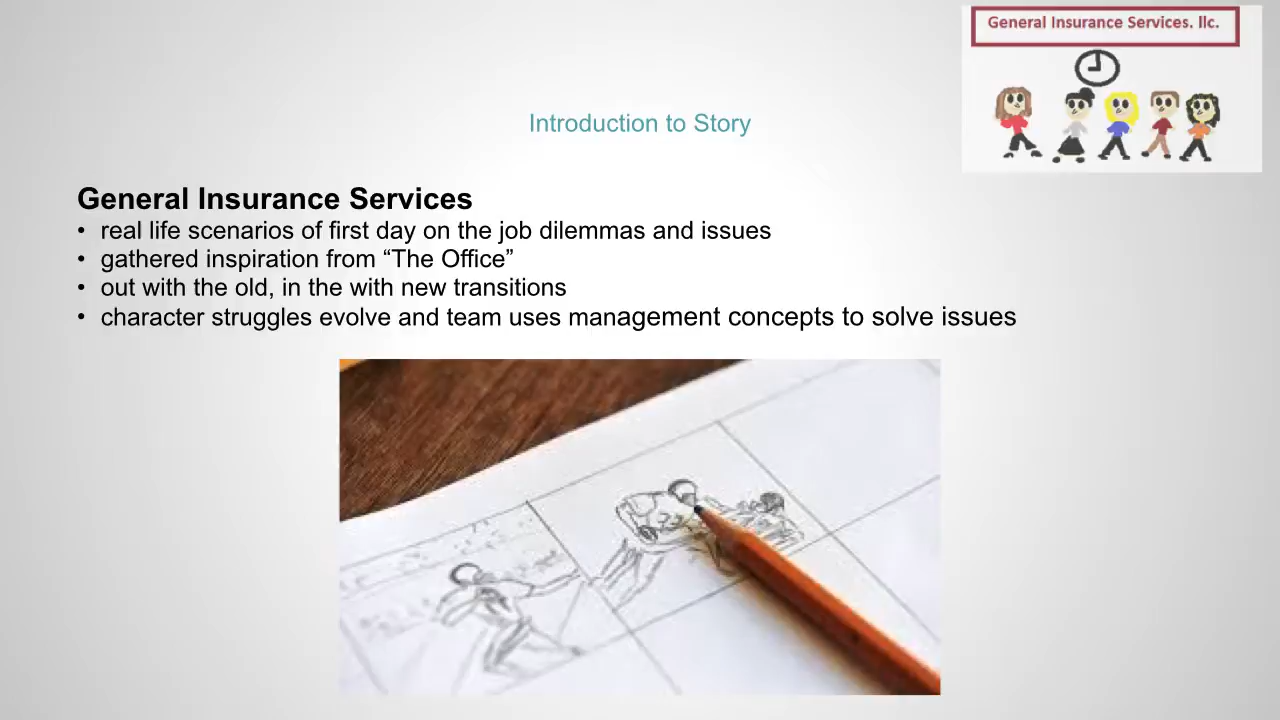 General Insurance Services. llc.
Introduction to Story
General Insurance Services
• real life scenarios of first day on the job dilemmas and issues
• gathered inspiration from “The Office”
• out with the old, in the with new transitions
• character struggles evolve and team uses management concepts to solve issues